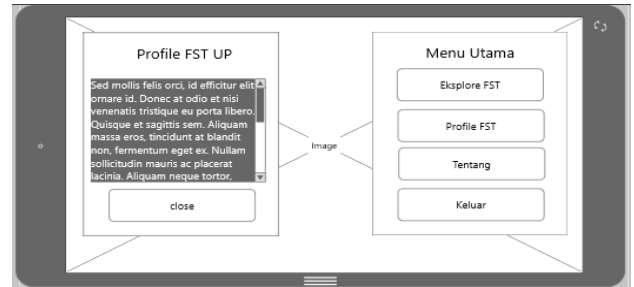 Profile FST UP
Sed mollis felis orci, id efficitur elit
ornare id. Donec at odio et nisi
venenatis tristique eu porta libero.
Quisque et sagittis sem. Aliquam
massa eros, tincidunt at blandit
non, fermentum eget ex. Nullam
sollicitudin mauris ac placerat
lacinia. Aliquam neque tortor,
close
Image
Menu Utama
Eksplore FST
Profile FST
Tentang
Keluar